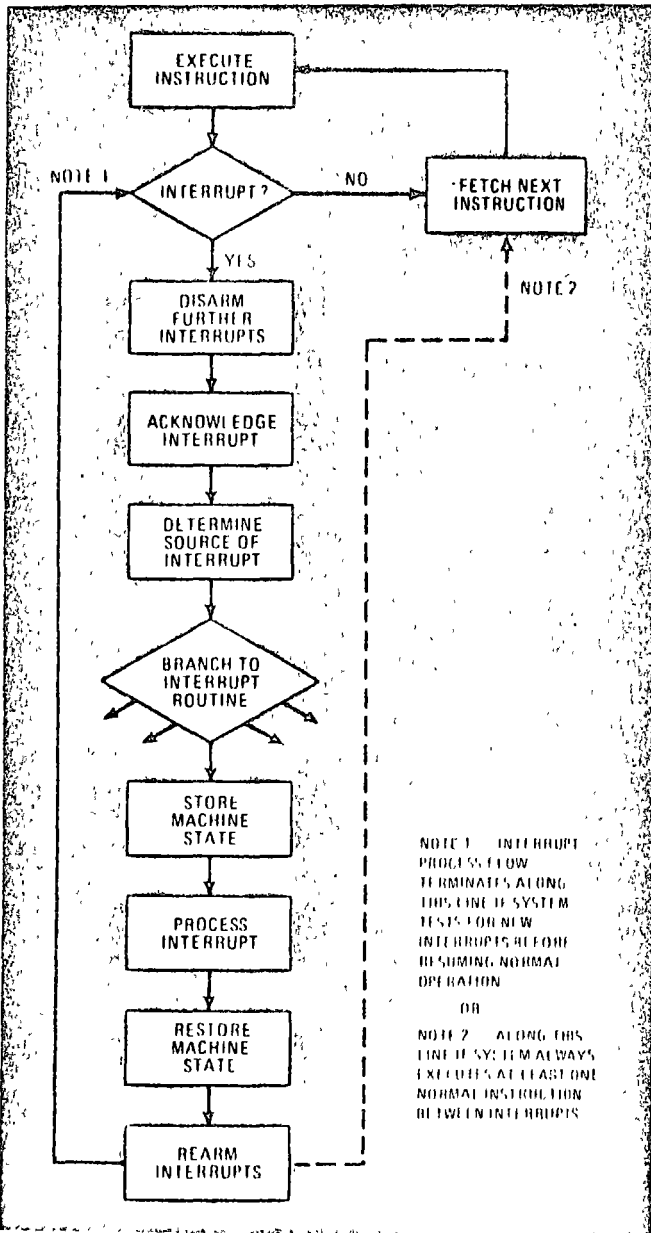 EXECUTE
INSTRUCTION
NOTE 1
INTERRUPT?
NO
FETCH NEXT
INSTRUCTION
YES
NOTE 2
DISARM
FURTHER
INTERRUPTS
ACKNOWLEDGE
INTERRUPT
DETERMINE
SOURCE OF
INTERRUPT
BRANCH TO
INTERRUPT
ROUTINE
STORE
MACHINE
STATE
PROCESS
INTERRUPT
RESTORE
MACHINE
STATE
REARM
INTERRUPTS
NOTE 1 INTERRUPT
PROCESS FLOW
TERMINATES ALONG
THIS LINE IF SYSTEM
TESTS FOR NEW
INTERRUPTS BEFORE
RESUMING NORMAL
OPERATION
OR
NOTE 2 ALONG THIS
LINE IF SYSTEM ALWAYS
EXECUTES AT LEAST ONE
NORMAL INSTRUCTION
BETWEEN INTERRUPTS